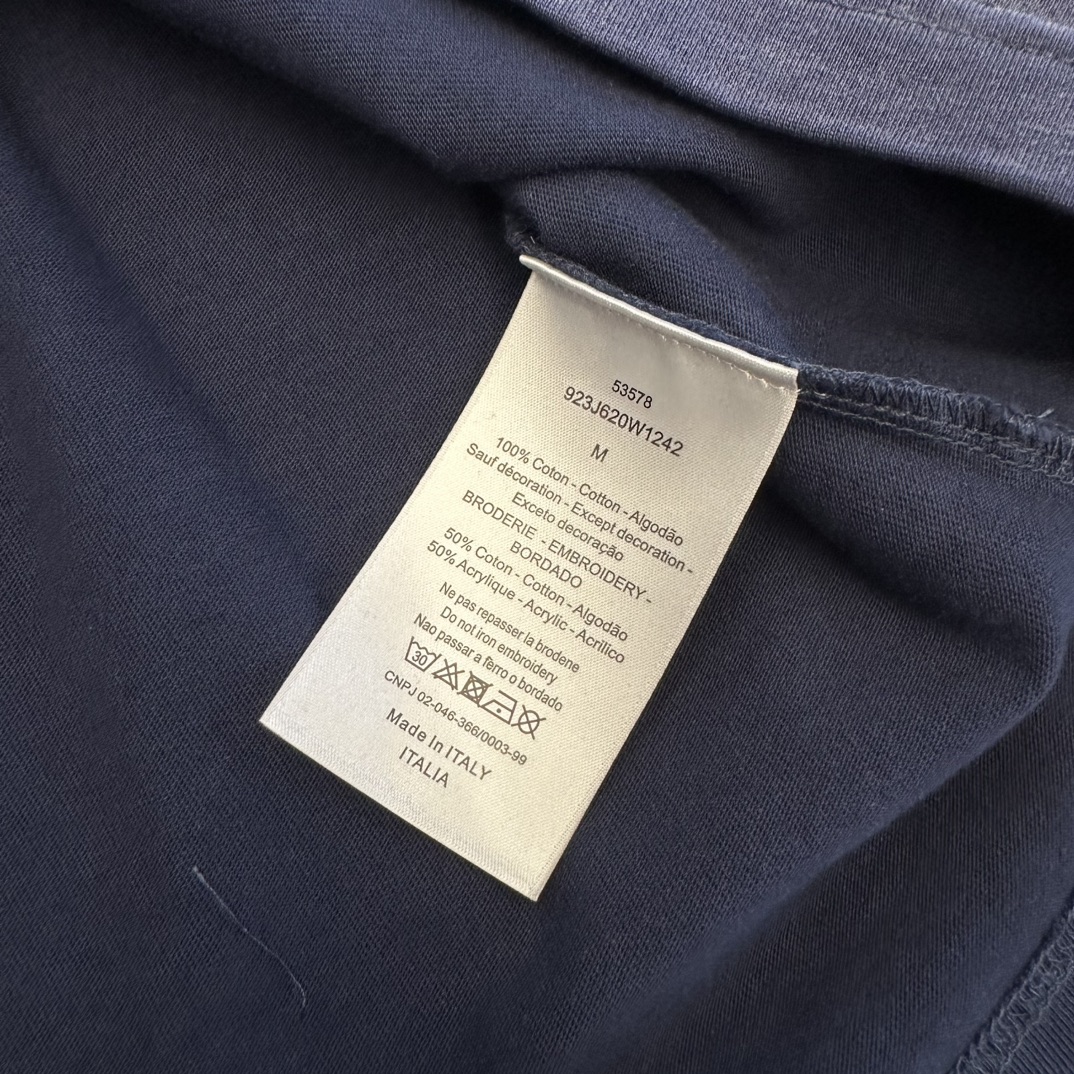 53578
923J620W1242
M
100% Coton - Cotton - Algodão
Sauf décoration - Except decoration -
Exceto decoração
BRODERIE - EMBROIDERY -
BORDADO
50% Coton - Cotton - Algodão
50% Acrylique - Acrylic - Acrílico
Ne pas repasser la brodene
Do not iron embroidery
Nao passar a ferro o bordado
30
CNPJ 02-046-366/0003-99
Made In ITALY
ITALIA